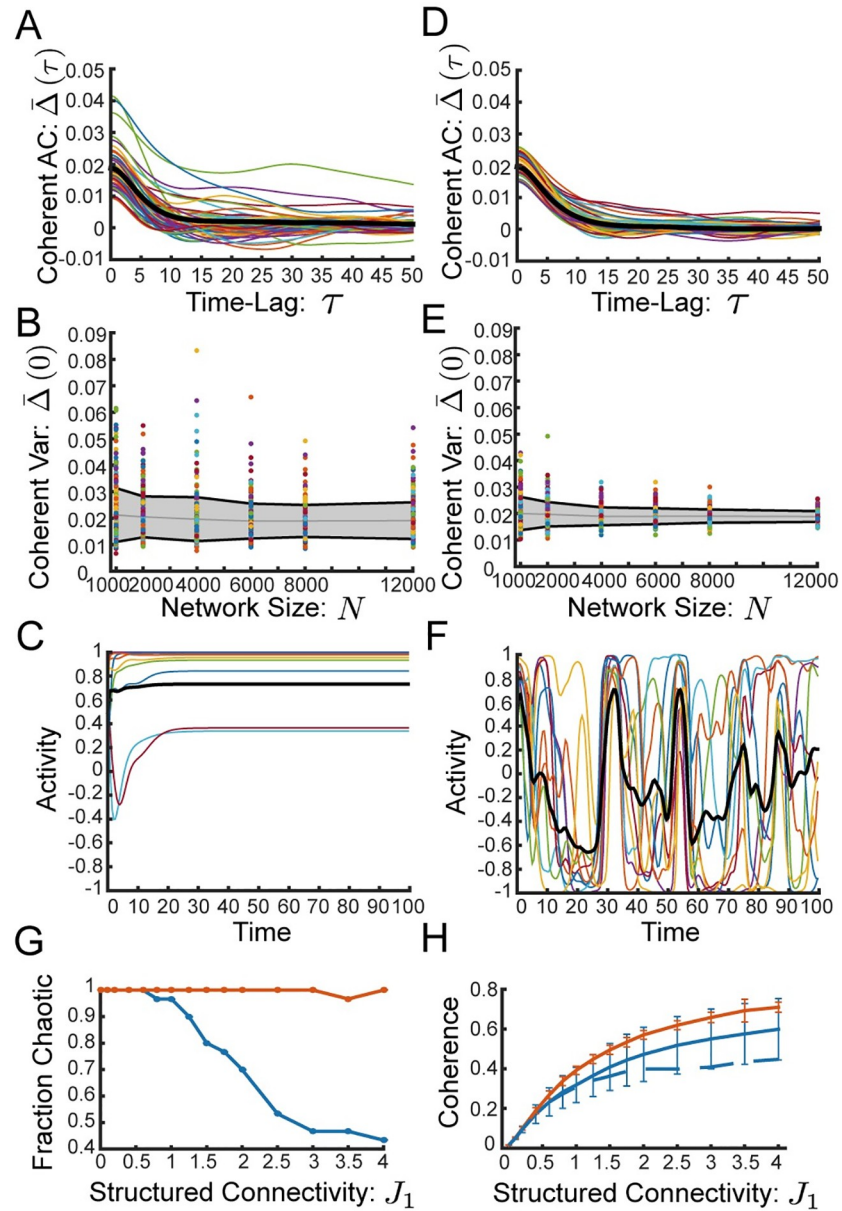 A
Coherent AC: Δ̄ (τ)
0.05
0.04
0.03
0.02
0.01
0
-0.01
0 5 10 15 20 25 30 35 40 45 50
Time-Lag: τ
D
Coherent AC: Δ̄ (τ)
0.05
0.04
0.03
0.02
0.01
0
-0.01
0 5 10 15 20 25 30 35 40 45 50
Time-Lag: τ
B
Coherent Var: Δ̄ (0)
0.09
0.08
0.07
0.06
0.05
0.04
0.03
0.02
0.01
0
1000 2000 4000 6000 8000 12000
Network Size: N
E
Coherent Var: Δ̄ (0)
0.09
0.08
0.07
0.06
0.05
0.04
0.03
0.02
0.01
0
1000 2000 4000 6000 8000 12000
Network Size: N
C
Activity
1
0.8
0.6
0.4
0.2
0
-0.2
-0.4
-0.6
-0.8
-1
0 10 20 30 40 50 60 70 80 90 100
Time
F
Activity
1
0.8
0.6
0.4
0.2
0
-0.2
-0.4
-0.6
-0.8
-1
0 10 20 30 40 50 60 70 80 90 100
Time
G
Fraction Chaotic
1
0.9
0.8
0.7
0.6
0.5
0.4
0 0.5 1 1.5 2 2.5 3 3.5 4
Structured Connectivity: J₁
H
Coherence
0.8
0.6
0.4
0.2
0
0 0.5 1 1.5 2 2.5 3 3.5 4
Structured Connectivity: J₁